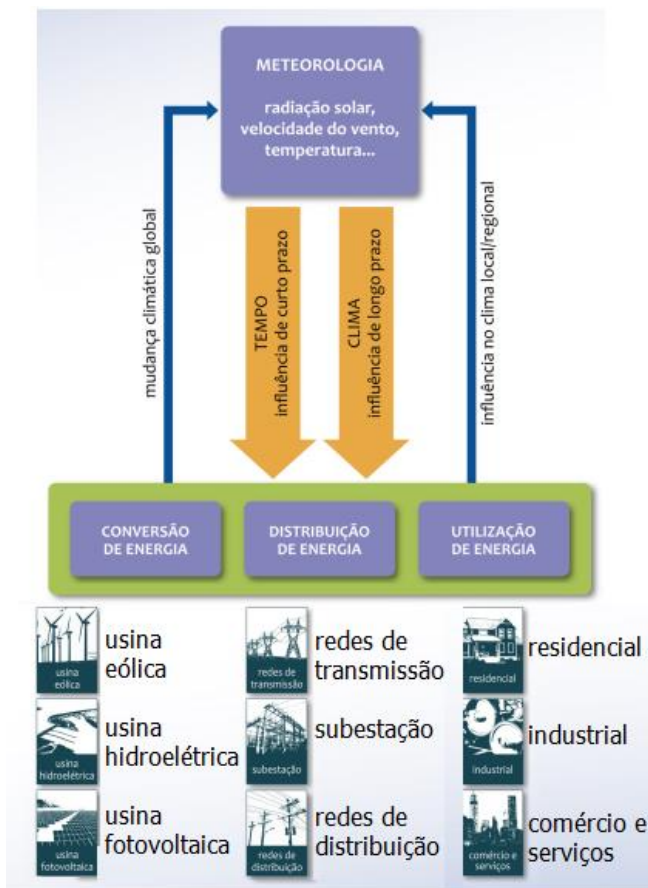 METEOROLOGIA
radiação solar,
velocidade do vento,
temperatura...
mudança climática global
TEMPO
influência de curto prazo
CLIMA
influência de longo prazo
influência no clima local/regional
CONVERSÃO
DE ENERGIA
DISTRIBUIÇÃO
DE ENERGIA
UTILIZAÇÃO
DE ENERGIA
usina
eólica
usina
eólica
redes de
transmissão
redes de
transmissão
residencial
residencial
usina
hidroelétrica
usina
hidroelétrica
subestação
subestação
industrial
industrial
usina
fotovoltaica
usina
fotovoltaica
redes de
distribuição
redes de
distribuição
comércio e
serviços
comércio e
serviços